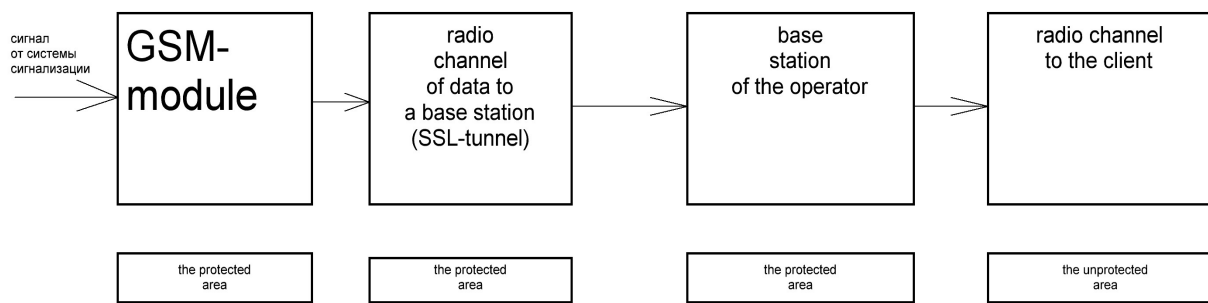 сигнал
от системы
сигнализации
GSM-
module
radio
channel
of data to
a base station
(SSL-tunnel)
base
station
of the operator
radio channel
to the client
the protected
area
the protected
area
the protected
area
the unprotected
area